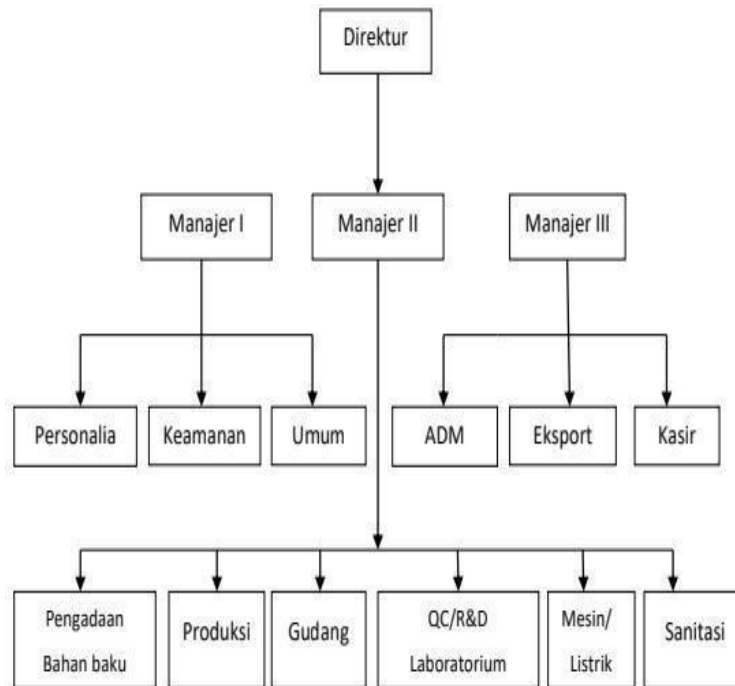 Direktur
Manajer I
Manajer II
Manajer III
Personalia
Keamanan
Umum
ADM
Eksport
Kasir
Pengadaan
Bahan baku
Produksi
Gudang
QC/R&D
Laboratorium
Mesin/
Listrik
Sanitasi